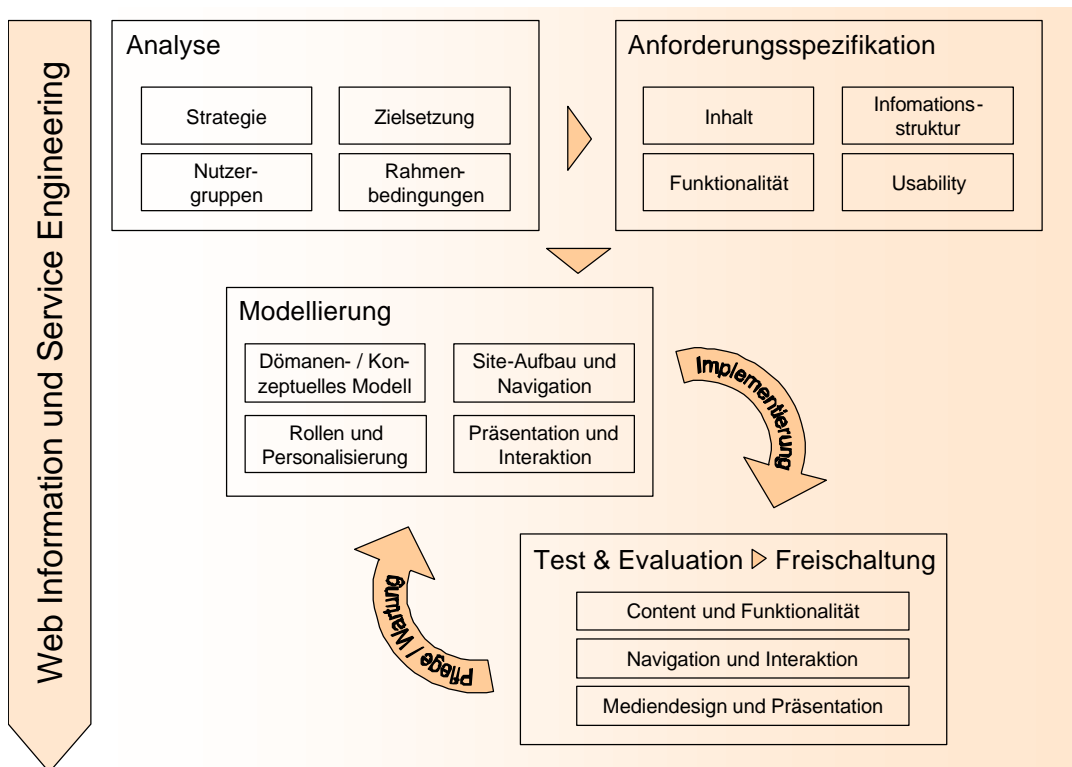 Web Information und Service Engineering
Analyse
Strategie
Zielsetzung
Nutzer-
gruppen
Rahmen-
bedingungen
Anforderungsspezifikation
Inhalt
Infomations-
struktur
Funktionalität
Usability
Modellierung
Dömanen- / Kon-
zeptuelles Modell
Site-Aufbau und
Navigation
Rollen und
Personalisierung
Präsentation und
Interaktion
Implementierung
Test & Evaluation Freischaltung
Content und Funktionalität
Navigation und Interaktion
Mediendesign und Präsentation
Pflege / Wartung